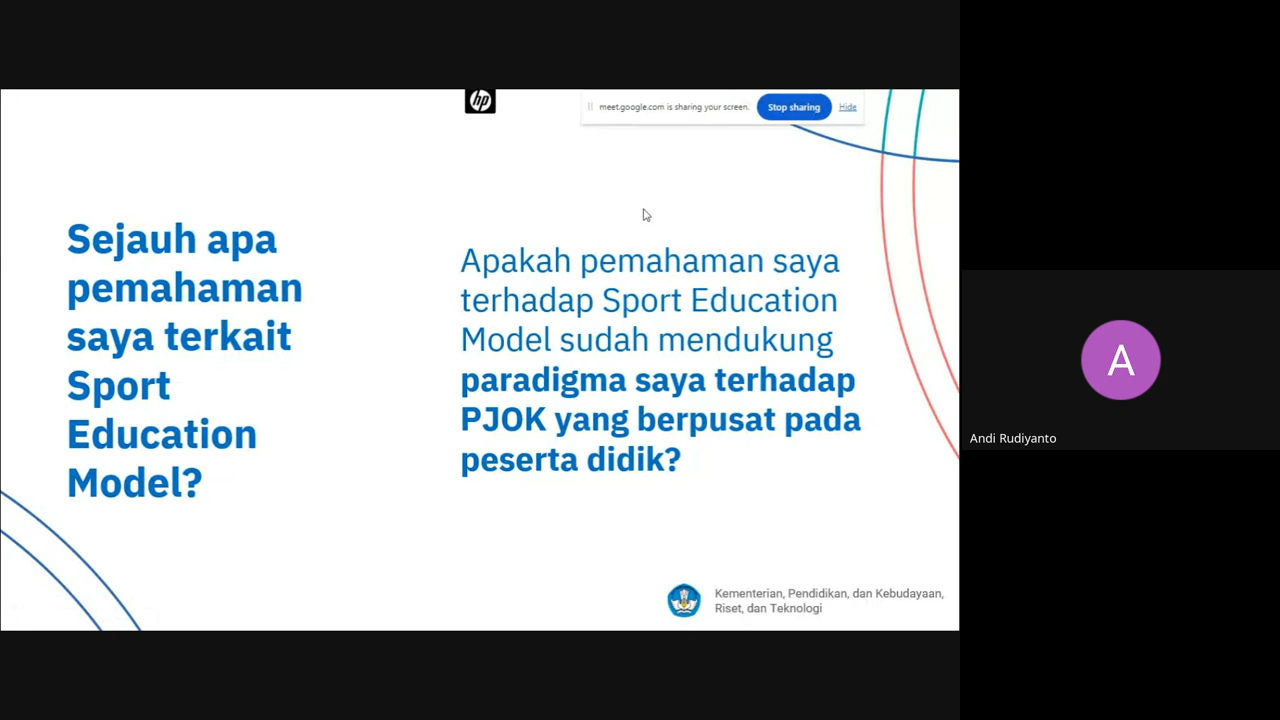 hp
meet.google.com is sharing your screen.
Stop sharing
Hide
Sejauh apa
pemahaman
saya terkait
Sport
Education
Model?
Apakah pemahaman saya
terhadap Sport Education
Model sudah mendukung
paradigma saya terhadap
PJOK yang berpusat pada
peserta didik?
Kementerian, Pendidikan, dan Kebudayaan,
Riset, dan Teknologi
A
Andi Rudiyanto